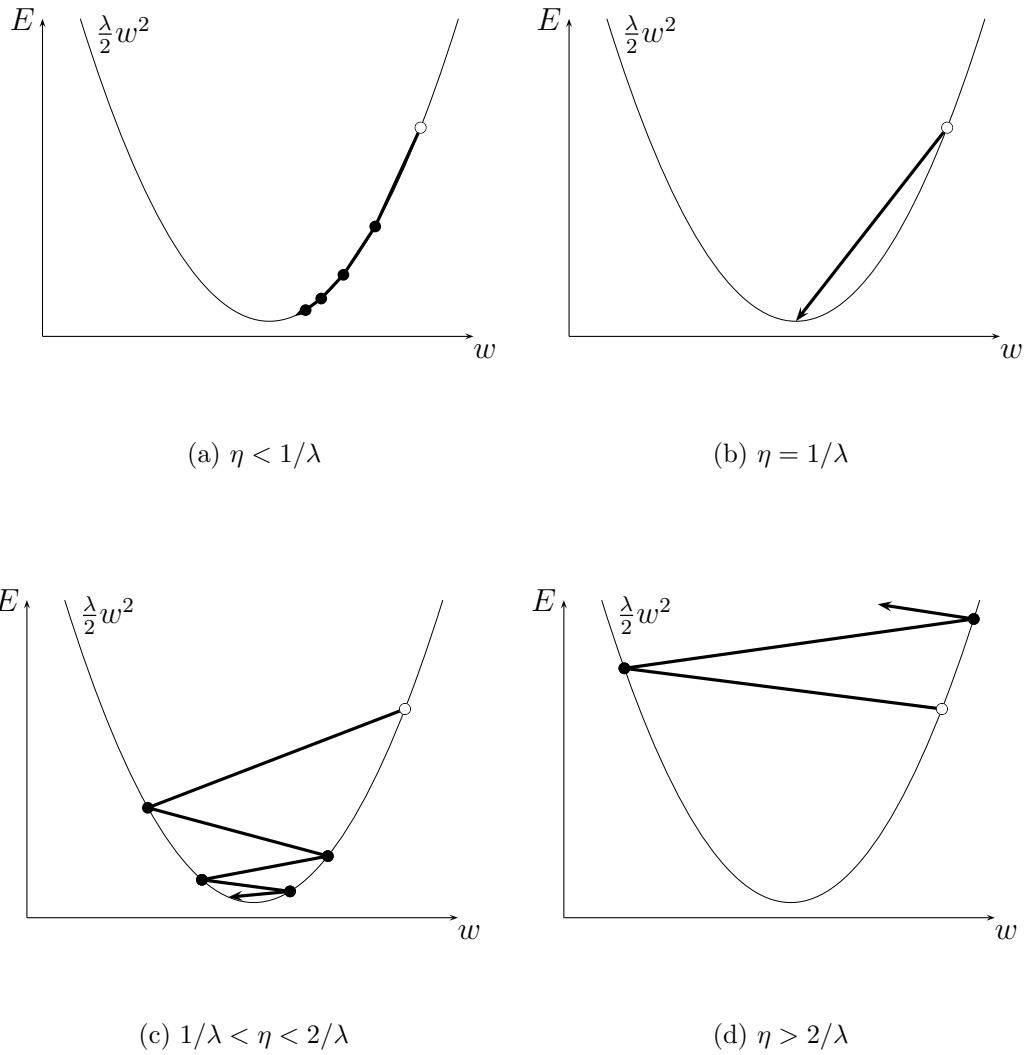 E
λ/2 w²
w
(a) η < 1/λ
E
λ/2 w²
w
(b) η = 1/λ
E
λ/2 w²
w
(c) 1/λ < η < 2/λ
E
λ/2 w²
w
(d) η > 2/λ